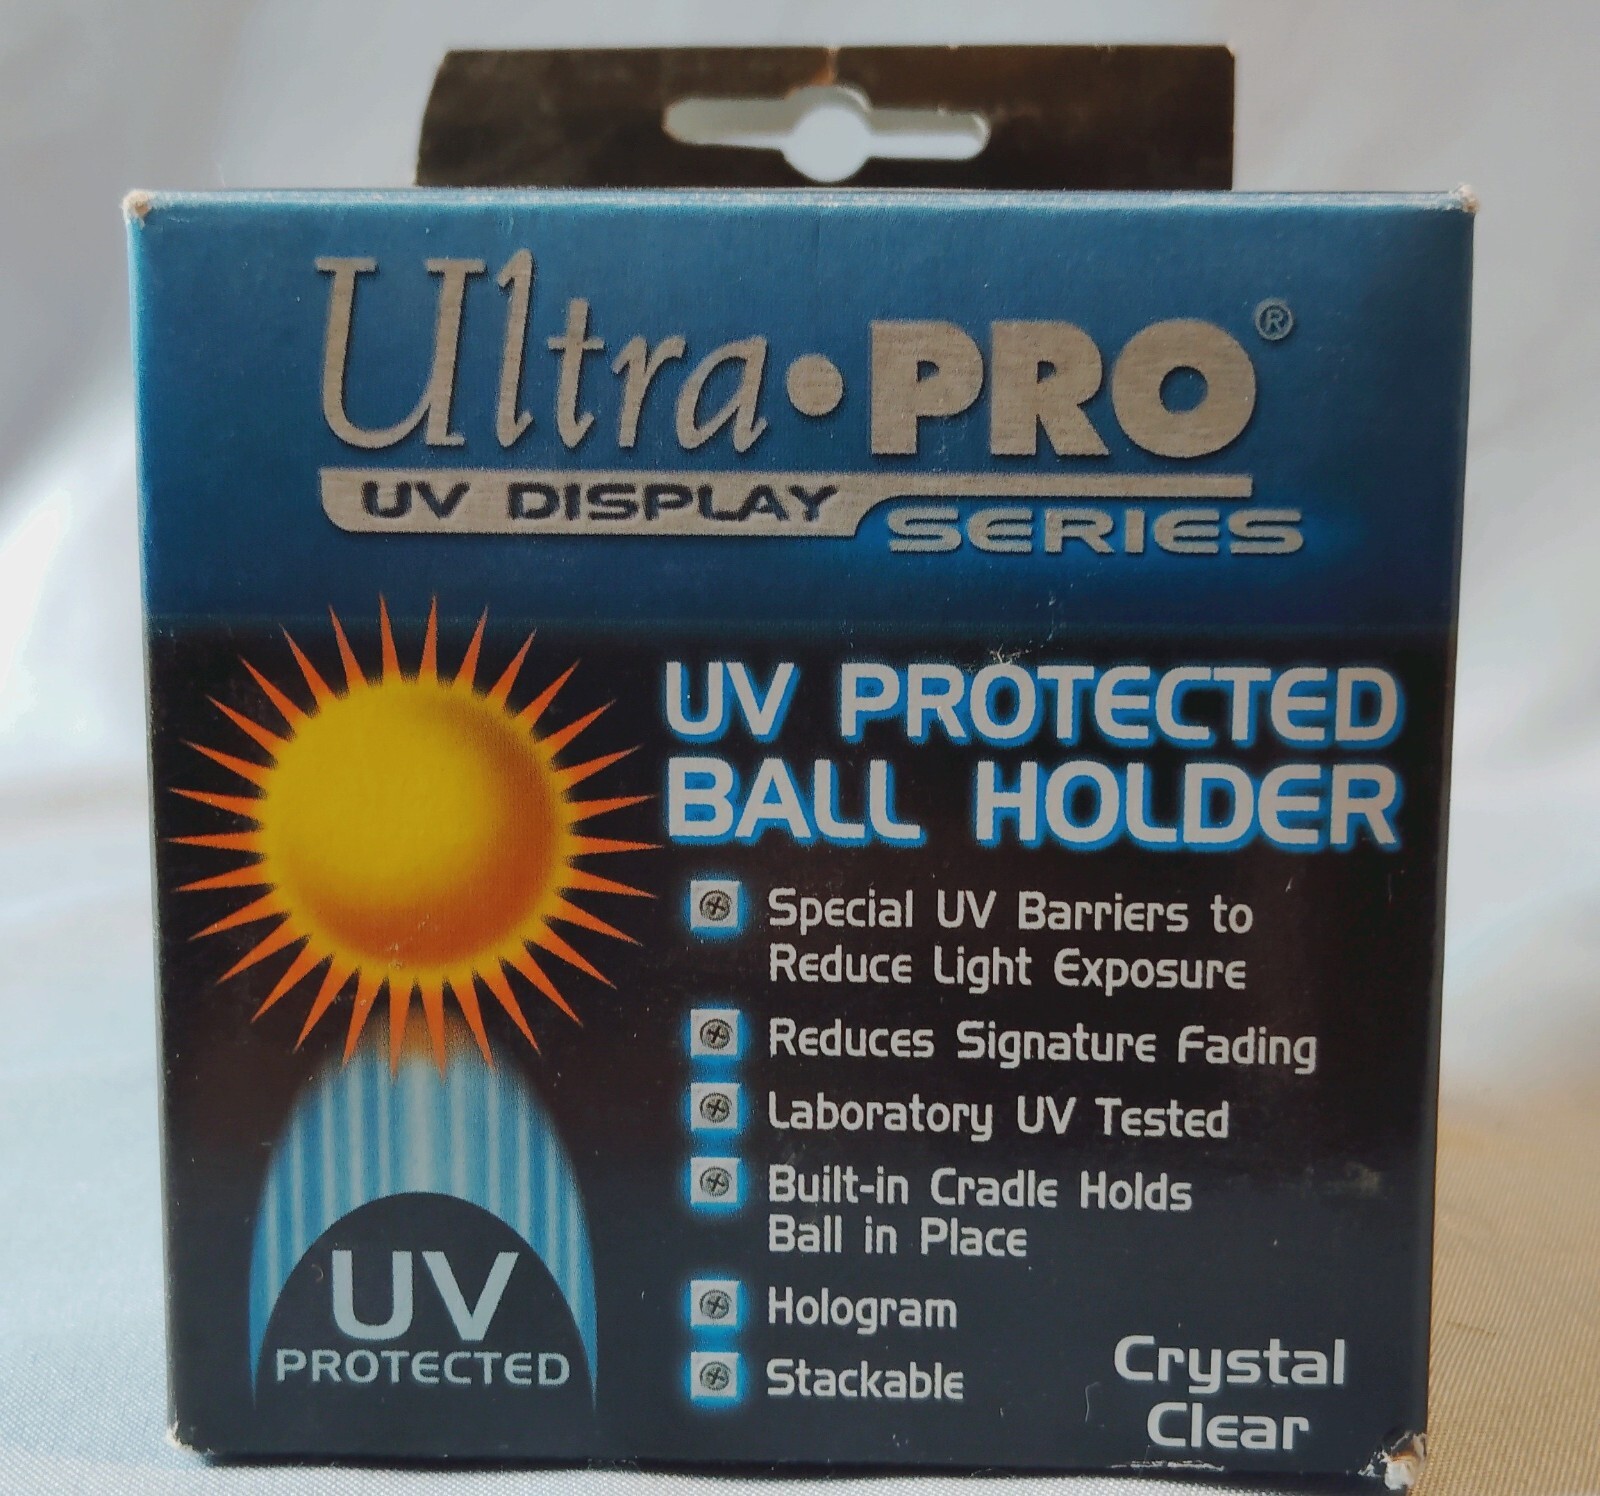 Ultra•PRO®
UV DISPLAY SERIES
UV PROTECTED
BALL HOLDER
Special UV Barriers to
Reduce Light Exposure
Reduces Signature Fading
Laboratory UV Tested
Built-in Cradle Holds
Ball in Place
Hologram
Stackable
UV
PROTECTED
Crystal
Clear